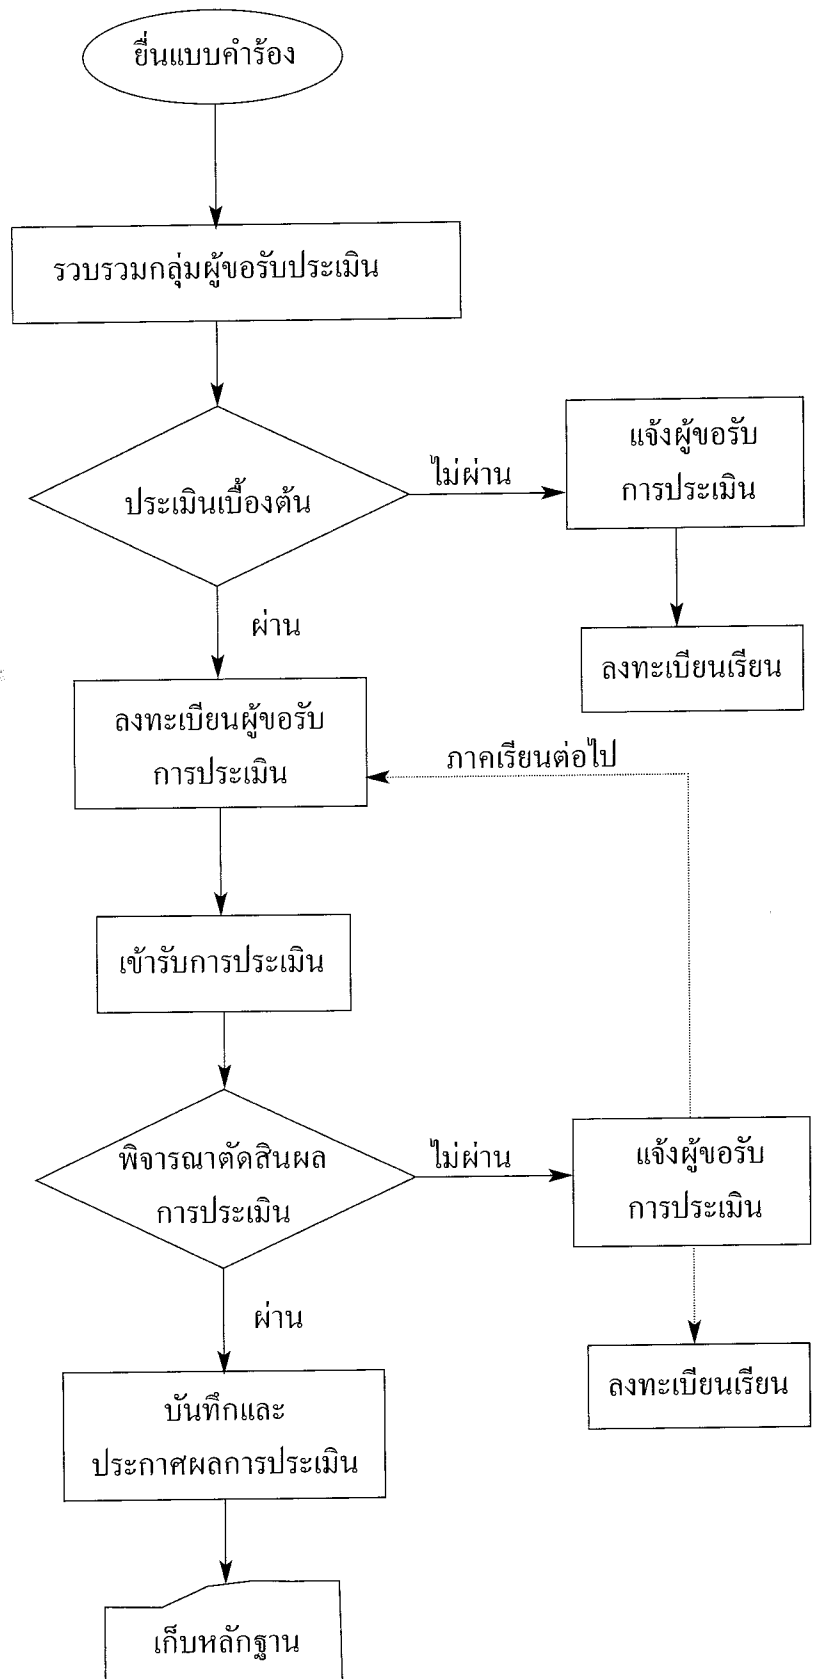 ยื่นแบบคำร้อง
รวบรวมกลุ่มผู้ขอรับประเมิน
ประเมินเบื้องต้น
ไม่ผ่าน
แจ้งผู้ขอรับ
การประเมิน
ลงทะเบียนเรียน
ผ่าน
ลงทะเบียนผู้ขอรับ
การประเมิน
ภาคเรียนต่อไป
เข้ารับการประเมิน
พิจารณาตัดสินผล
การประเมิน
ไม่ผ่าน
แจ้งผู้ขอรับ
การประเมิน
ลงทะเบียนเรียน
ผ่าน
บันทึกและ
ประกาศผลการประเมิน
เก็บหลักฐาน